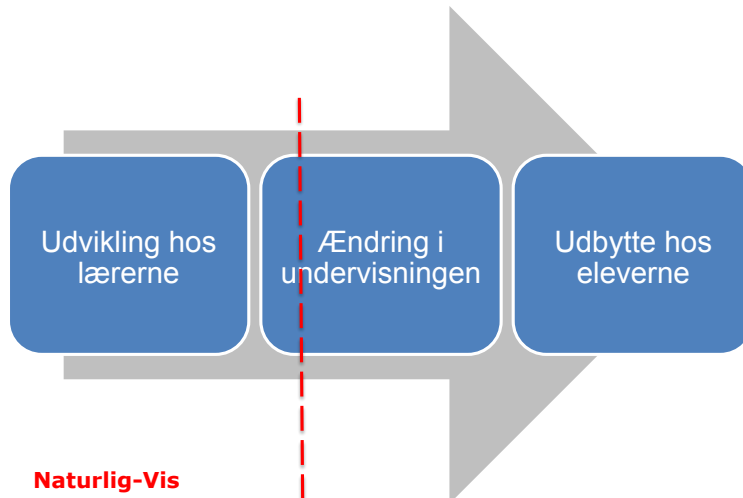 Udvikling hos
lærerne
Ændring i
undervisningen
Udbytte hos
eleverne
Naturlig-Vis